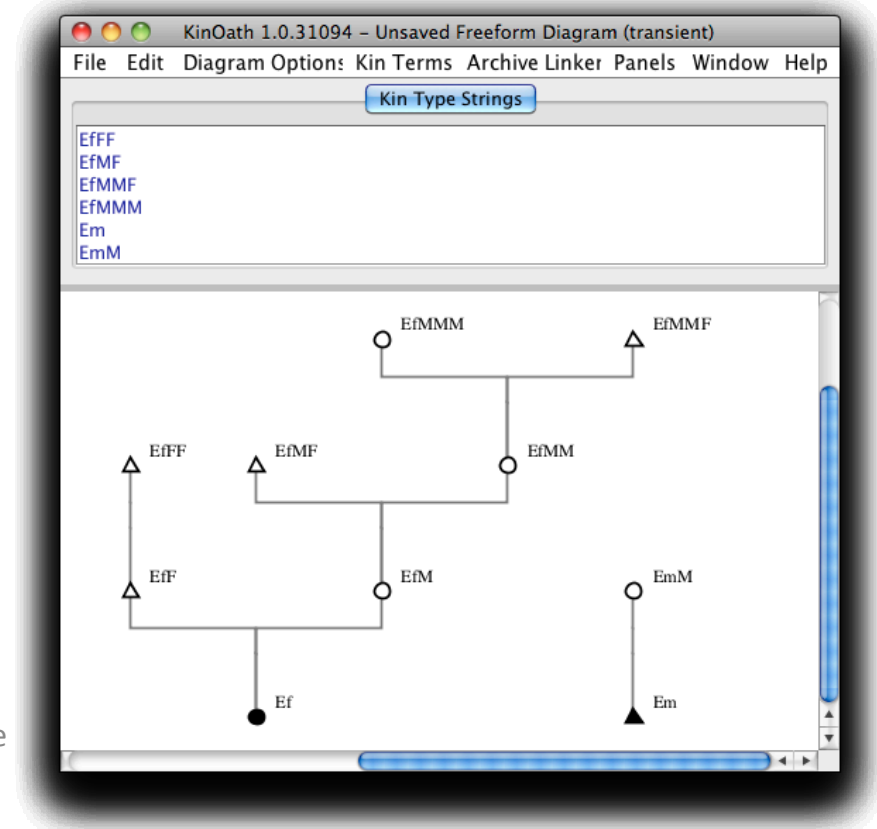 KinOath 1.0.31094 – Unsaved Freeform Diagram (transient)
File Edit Diagram Options Kin Terms Archive Linker Panels Window Help
Kin Type Strings
EfFF
EfMF
EfMMF
EfMMM
Em
EmM
EfMMM EfMMF
EfFF EfMF EfMM
EfF EfM EmM
Ef Em
e